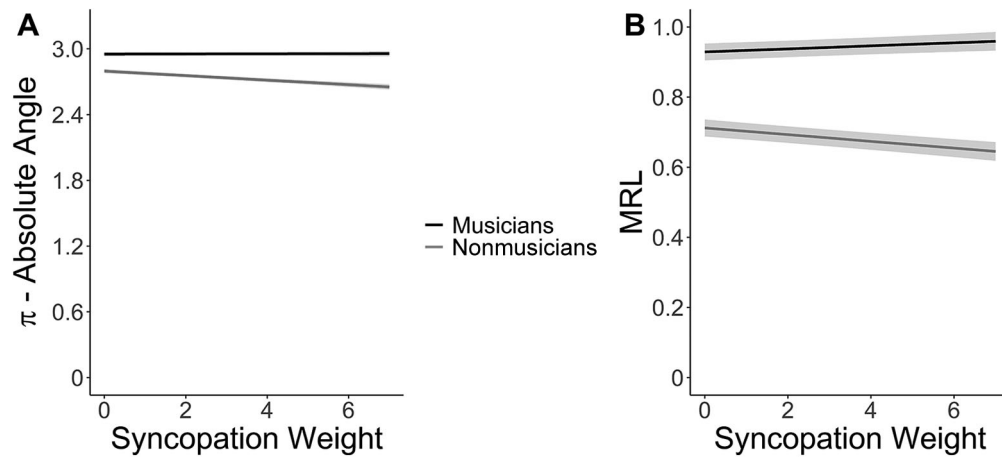 A
π - Absolute Angle
3.0
2.4
1.8
1.2
0.6
0
0 2 4 6
Syncopation Weight
Musicians
Nonmusicians
B
MRL
1.0
0.8
0.6
0.4
0.2
0
0 2 4 6
Syncopation Weight